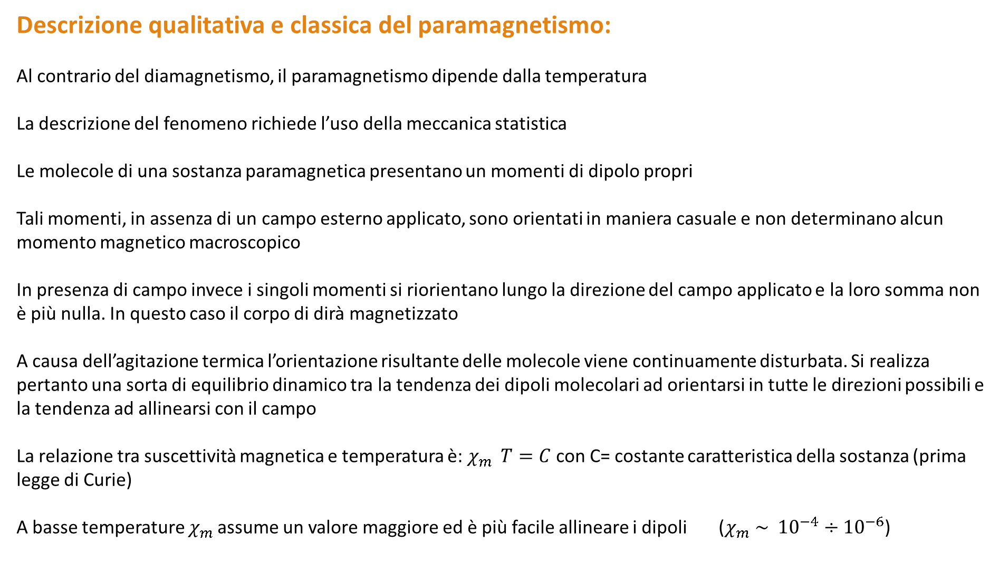 Descrizione qualitativa e classica del paramagnetismo:
Al contrario del diamagnetismo, il paramagnetismo dipende dalla temperatura
La descrizione del fenomeno richiede l’uso della meccanica statistica
Le molecole di una sostanza paramagnetica presentano un momenti di dipolo propri
Tali momenti, in assenza di un campo esterno applicato, sono orientati in maniera casuale e non determinano alcun
momento magnetico macroscopico
In presenza di campo invece i singoli momenti si riorientano lungo la direzione del campo applicato e la loro somma non
è più nulla. In questo caso il corpo di dirà magnetizzato
A causa dell’agitazione termica l’orientazione risultante delle molecole viene continuamente disturbata. Si realizza
pertanto una sorta di equilibrio dinamico tra la tendenza dei dipoli molecolari ad orientarsi in tutte le direzioni possibili e
la tendenza ad allinearsi con il campo
La relazione tra suscettività magnetica e temperatura è: χₘ T = C con C= costante caratteristica della sostanza (prima
legge di Curie)
A basse temperature χₘ assume un valore maggiore ed è più facile allineare i dipoli (χₘ ~ 10⁻⁴ ÷ 10⁻⁶)